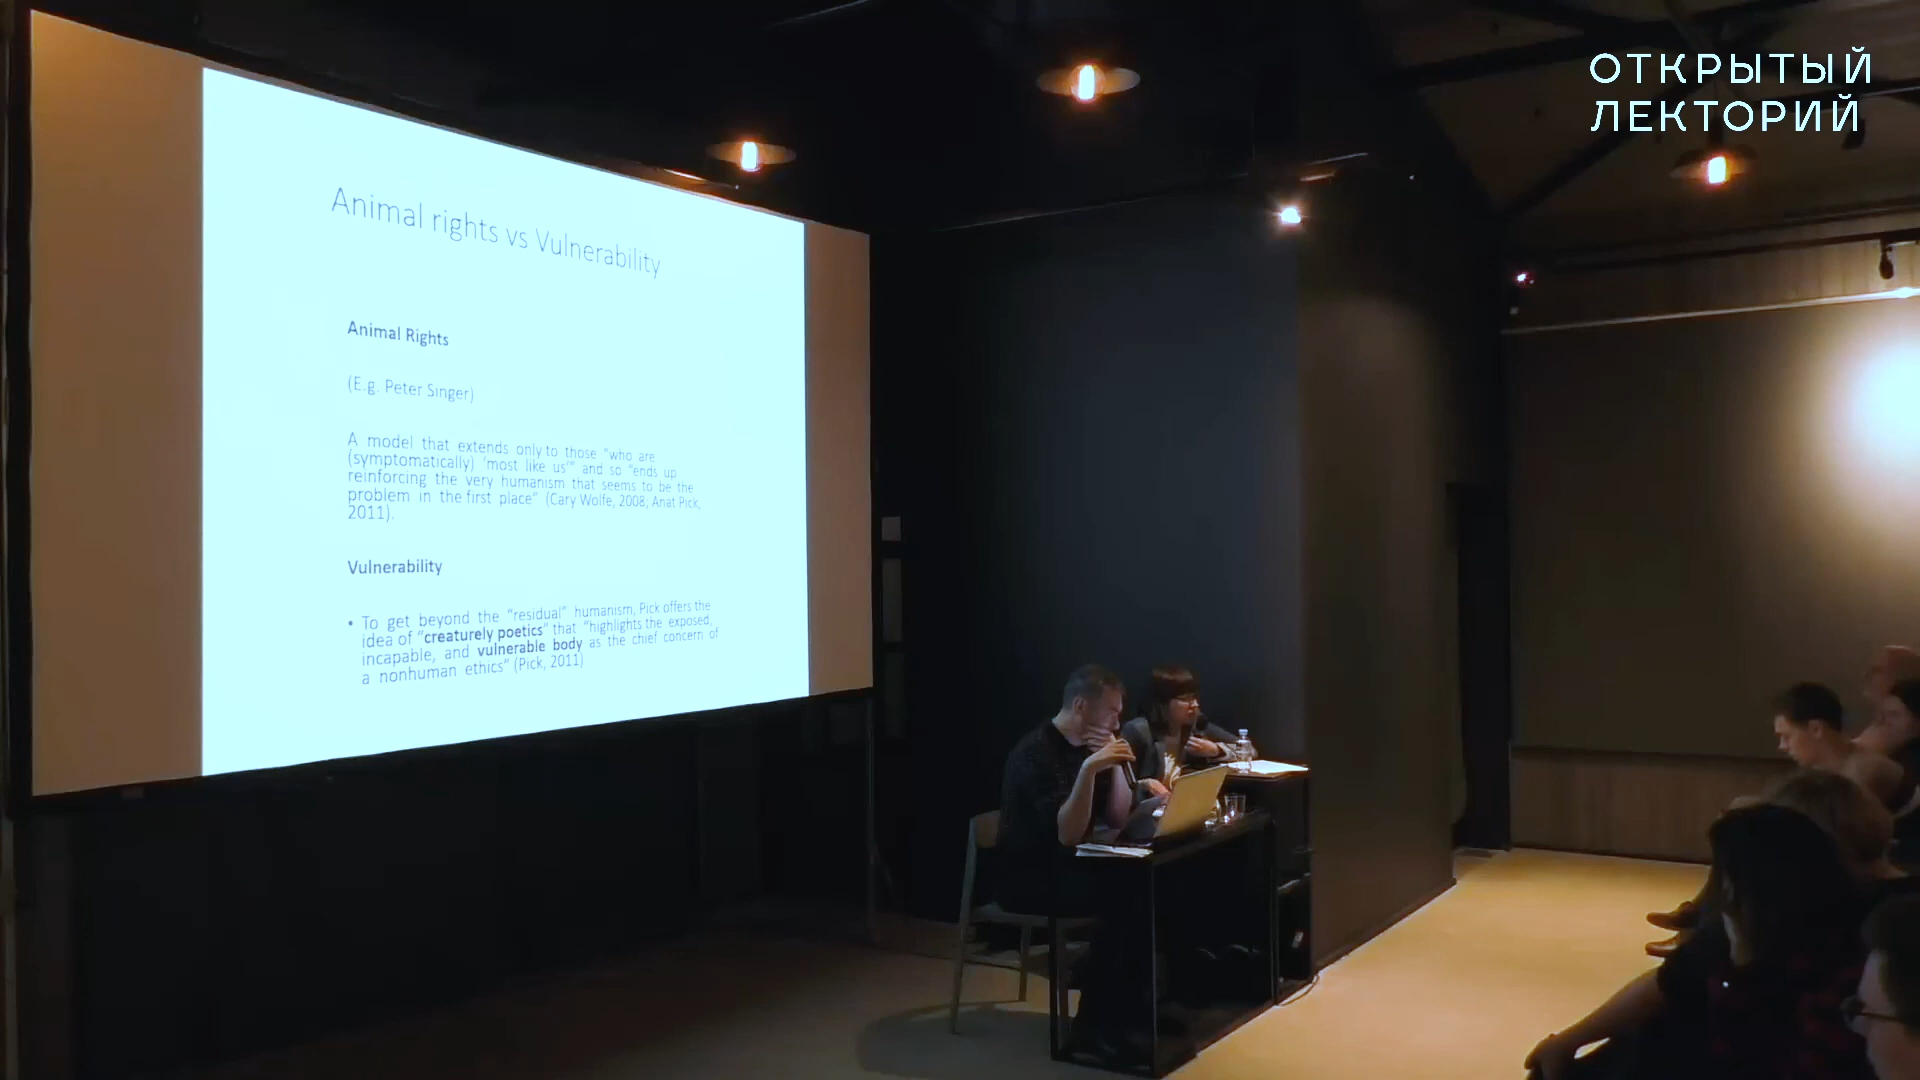 ОТКРЫТЫЙ
ЛЕКТОРИЙ
Animal rights vs Vulnerability
Animal Rights
(E.g. Peter Singer)
A model that extends only to those "who are
(symptomatically) 'most like us'" and so "ends up
reinforcing the very humanism that seems to be the
problem in the first place" (Cary Wolfe, 2008; Anat Pick,
2011).
Vulnerability
• To get beyond the "residual" humanism, Pick offers the
idea of "creaturely poetics" that "highlights the exposed,
incapable, and vulnerable body as the chief concern of
a nonhuman ethics" (Pick, 2011)